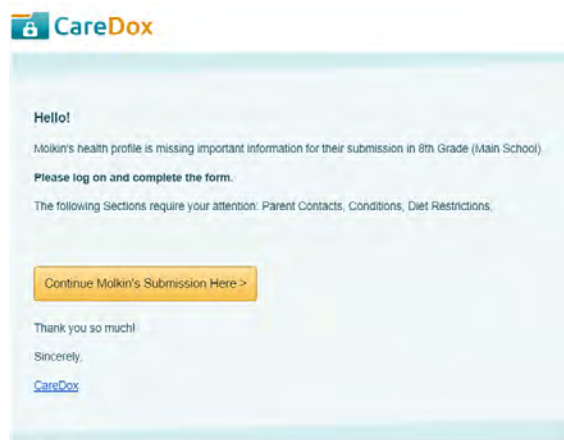 CareDox
Hello!
Molkin's health profile is missing important information for their submission in 8th Grade (Main School).
Please log on and complete the form.
The following Sections require your attention: Parent Contacts, Conditions, Diet Restrictions,
Continue Molkin's Submission Here >
Thank you so much!
Sincerely,
CareDox